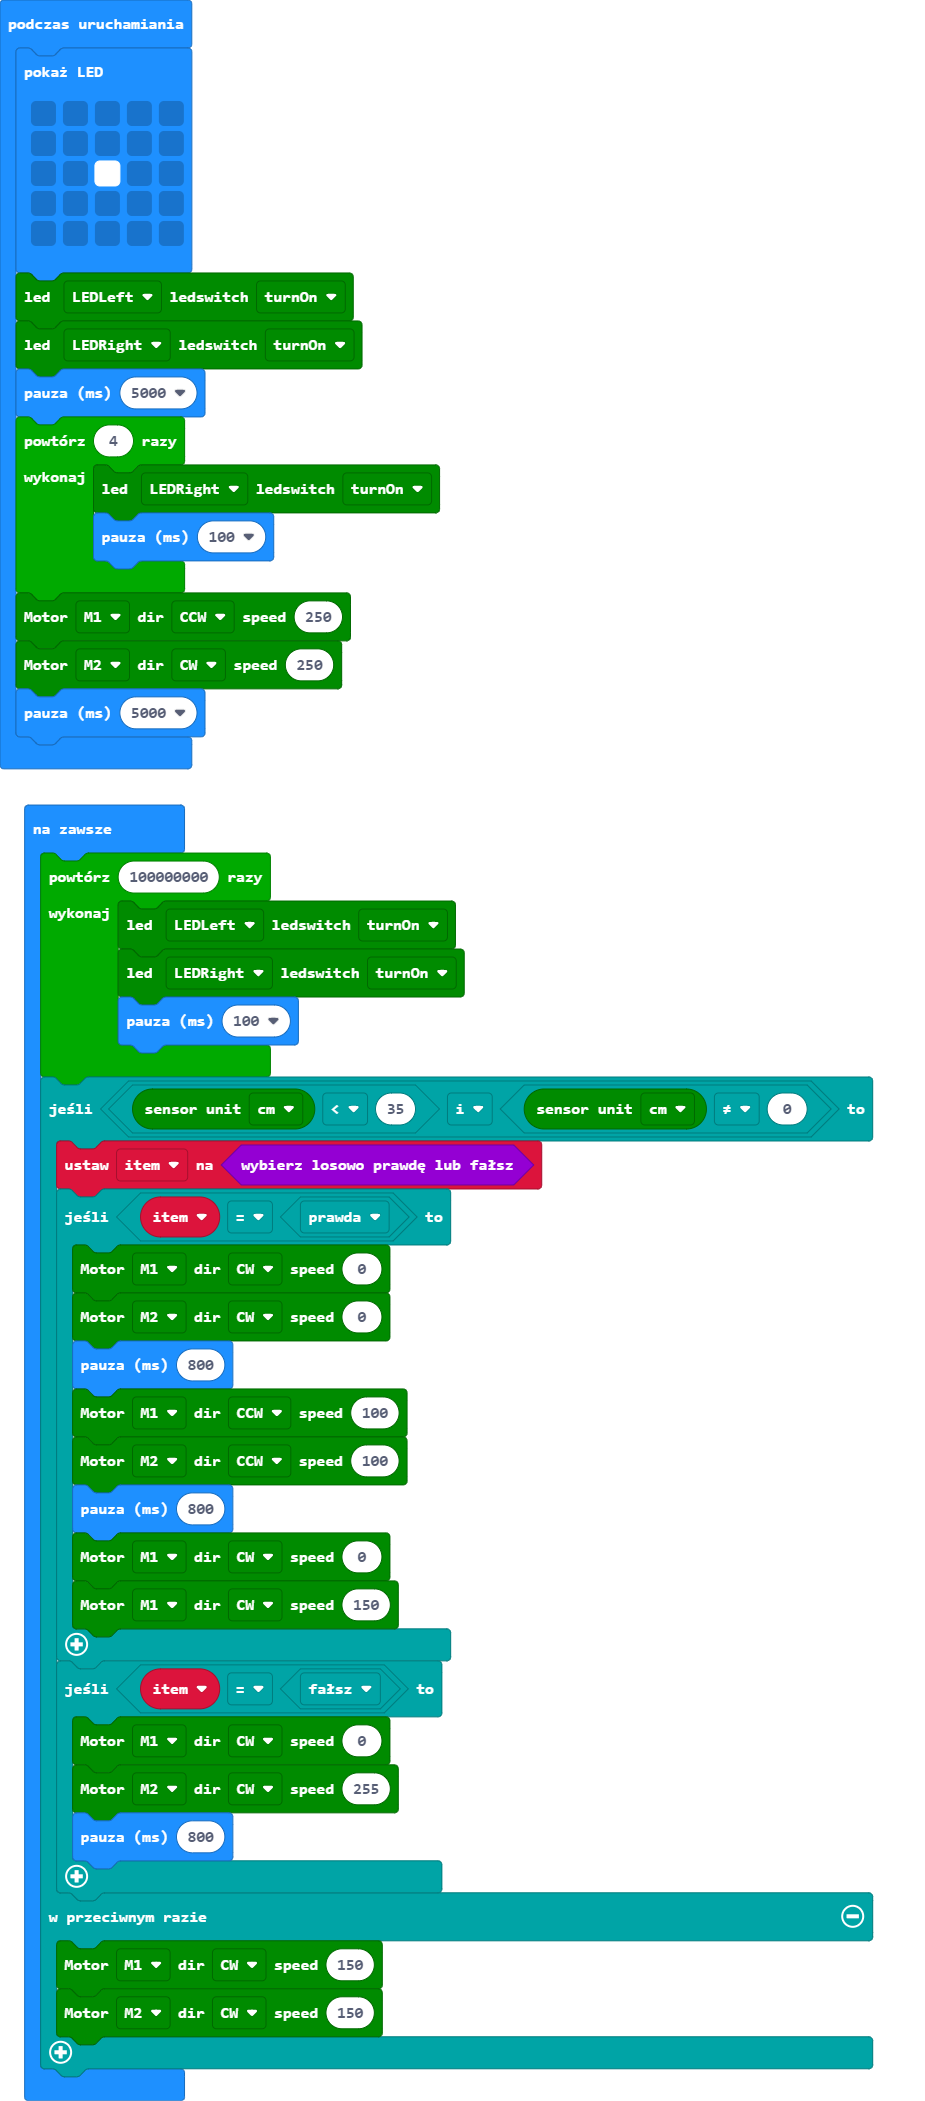 podczas uruchamiania
pokaż LED
led LEDLeft ledswitch turnOn
led LEDRight ledswitch turnOn
pauza (ms) 5000
powtórz 4 razy
wykonaj
led LEDRight ledswitch turnOn
pauza (ms) 100
Motor M1 dir CCW speed 250
Motor M2 dir CW speed 250
pauza (ms) 5000
na zawsze
powtórz 100000000 razy
wykonaj
led LEDLeft ledswitch turnOn
led LEDRight ledswitch turnOn
pauza (ms) 100
jeśli sensor unit cm < 35 i sensor unit cm ≠ 0 to
ustaw item na wybierz losowo prawdę lub fałsz
jeśli item = prawda to
Motor M1 dir CW speed 0
Motor M2 dir CW speed 0
pauza (ms) 800
Motor M1 dir CCW speed 100
Motor M2 dir CCW speed 100
pauza (ms) 800
Motor M1 dir CW speed 0
Motor M1 dir CW speed 150
jeśli item = fałsz to
Motor M1 dir CW speed 0
Motor M2 dir CW speed 255
pauza (ms) 800
w przeciwnym razie
Motor M1 dir CW speed 150
Motor M2 dir CW speed 150